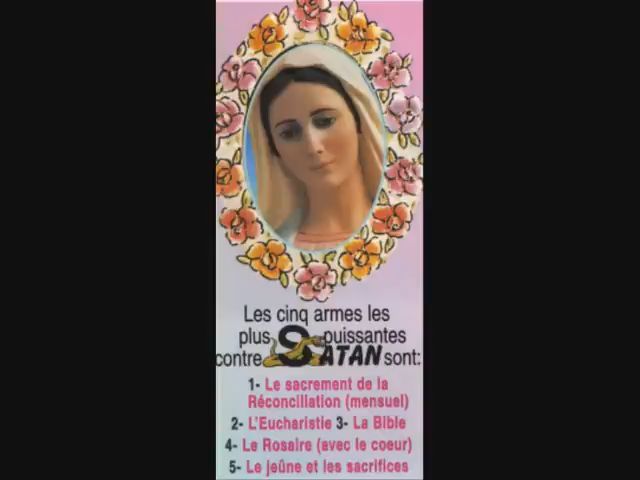 Les cinq armes les
plus puissantes
contre SATAN sont:
1- Le sacrement de la
Réconciliation (mensuel)
2- L'Eucharistie 3- La Bible
4- Le Rosaire (avec le coeur)
5- Le jeûne et les sacrifices